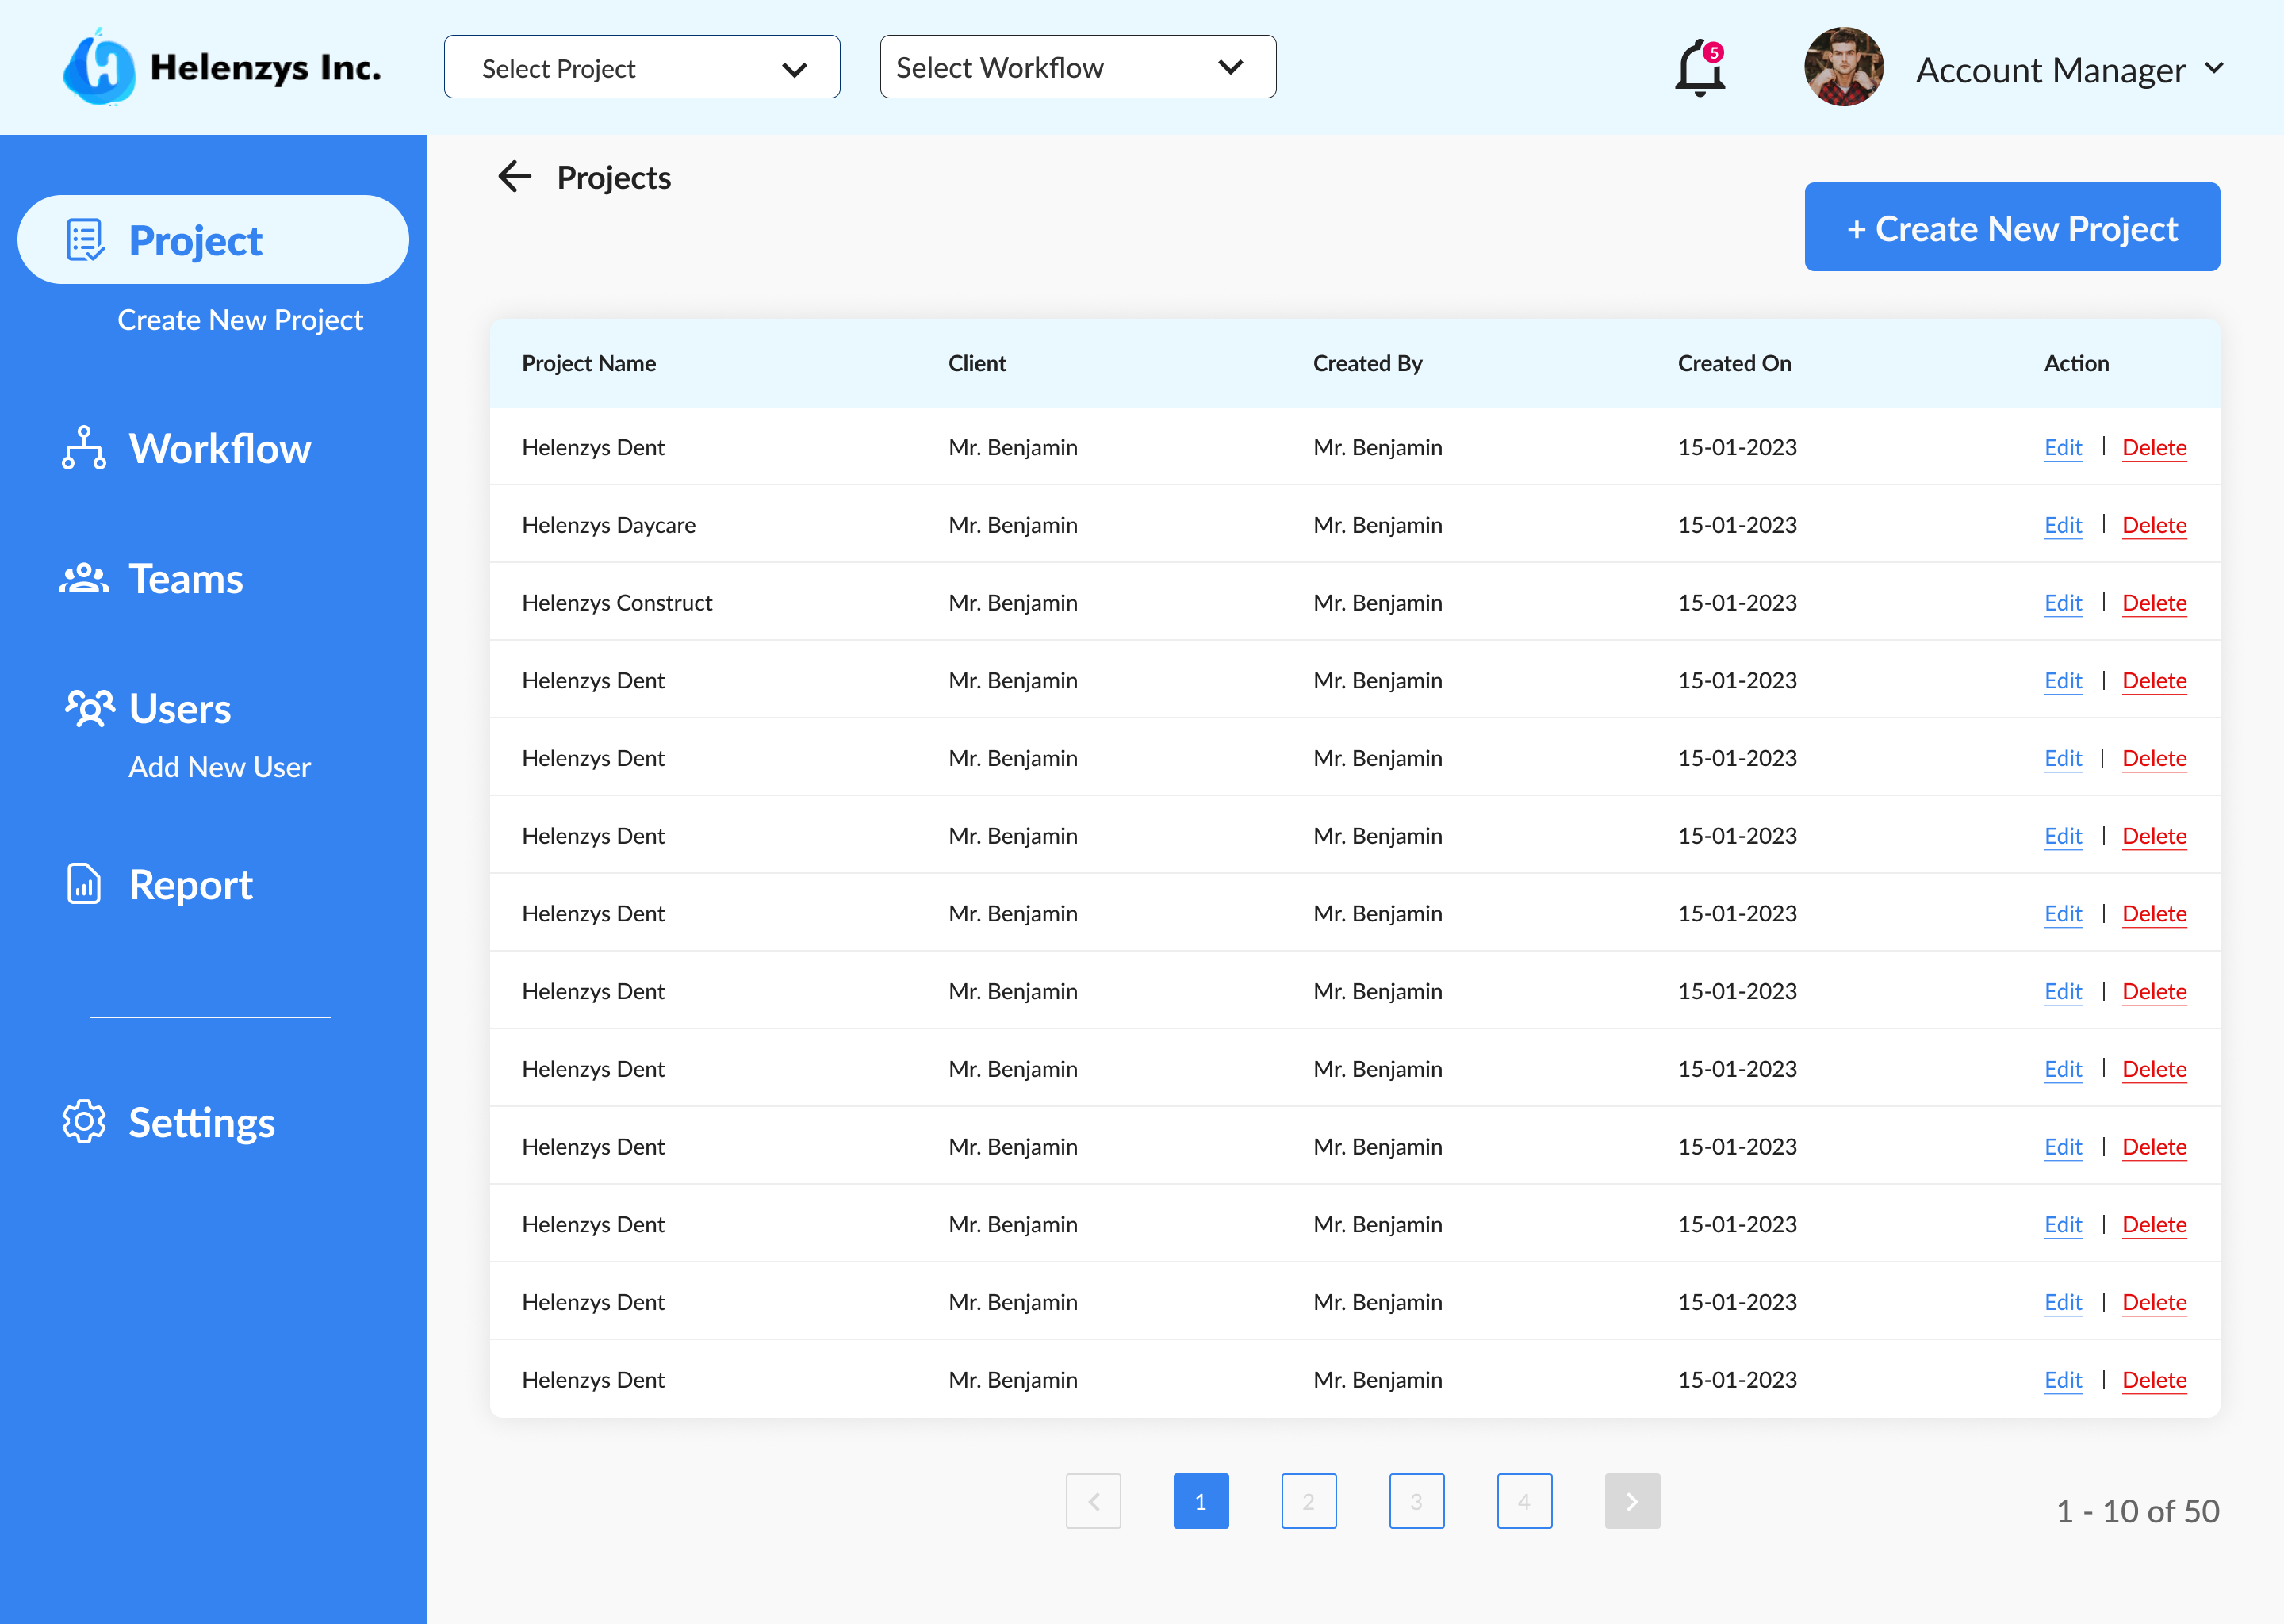 Helenzys Inc.
Select Project
Select Workflow
5
Account Manager
Project
Create New Project
Workflow
Teams
Users
Add New User
Report
Settings
Projects
+ Create New Project
Project Name Client Created By Created On Action
Helenzys Dent Mr. Benjamin Mr. Benjamin 15-01-2023 Edit | Delete
Helenzys Daycare Mr. Benjamin Mr. Benjamin 15-01-2023 Edit | Delete
Helenzys Construct Mr. Benjamin Mr. Benjamin 15-01-2023 Edit | Delete
Helenzys Dent Mr. Benjamin Mr. Benjamin 15-01-2023 Edit | Delete
Helenzys Dent Mr. Benjamin Mr. Benjamin 15-01-2023 Edit | Delete
Helenzys Dent Mr. Benjamin Mr. Benjamin 15-01-2023 Edit | Delete
Helenzys Dent Mr. Benjamin Mr. Benjamin 15-01-2023 Edit | Delete
Helenzys Dent Mr. Benjamin Mr. Benjamin 15-01-2023 Edit | Delete
Helenzys Dent Mr. Benjamin Mr. Benjamin 15-01-2023 Edit | Delete
Helenzys Dent Mr. Benjamin Mr. Benjamin 15-01-2023 Edit | Delete
Helenzys Dent Mr. Benjamin Mr. Benjamin 15-01-2023 Edit | Delete
Helenzys Dent Mr. Benjamin Mr. Benjamin 15-01-2023 Edit | Delete
Helenzys Dent Mr. Benjamin Mr. Benjamin 15-01-2023 Edit | Delete
1 2 3 4
1 - 10 of 50